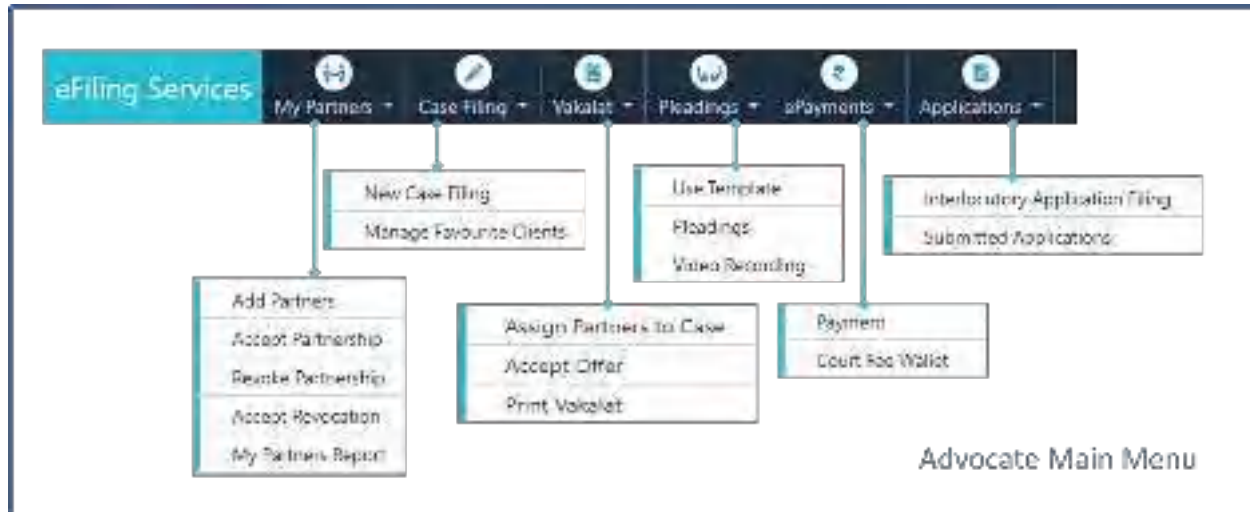 eFiling Services
My Partners
Case Filing
Vakalat
Pleadings
ePayments
Applications
New Case Filing
Manage Favourite Clients
Use Template
Pleadings
Video Recording
Interlocutory Application Filing
Submitted Applications
Add Partners
Accept Partnership
Revoke Partnership
Accept Revocation
My Partners Report
Assign Partners to Case
Accept Offer
Print Vakalat
Payment
Court Fee Wallet
Advocate Main Menu